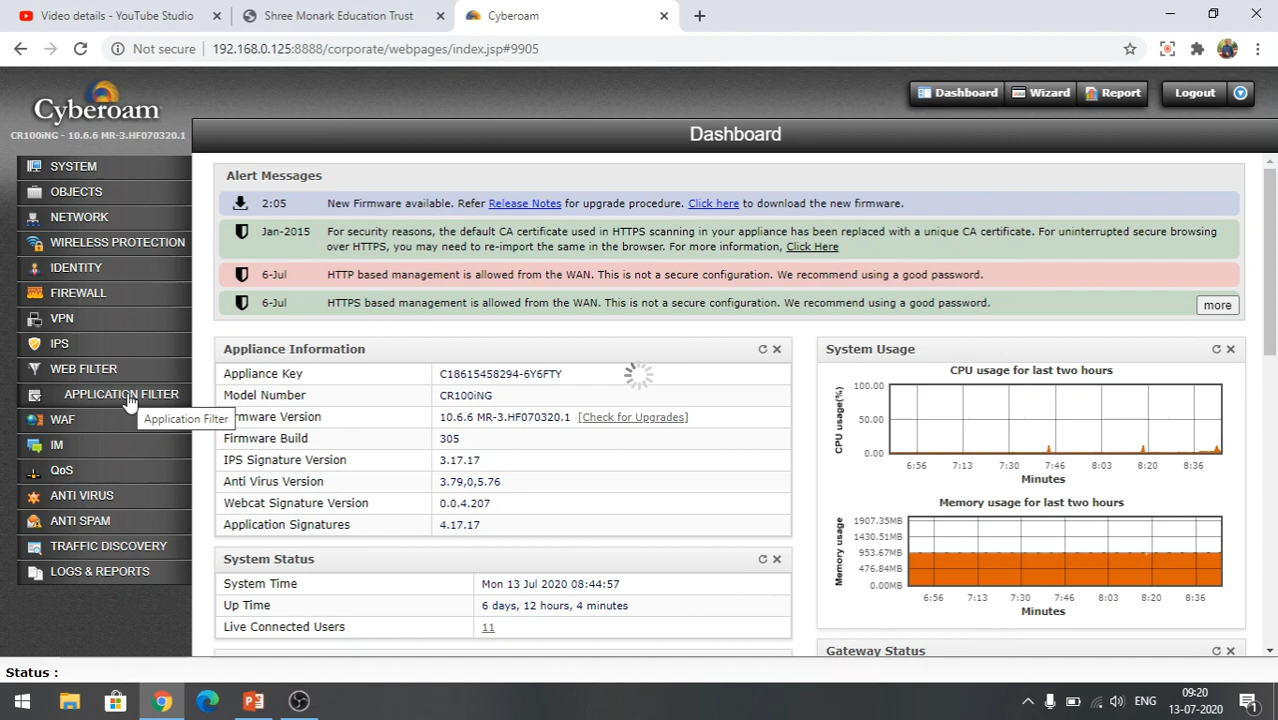 Video details - YouTube Studio
Shree Monark Education Trust
Cyberoam
Not secure
192.168.0.125:8888/corporate/webpages/index.jsp#9905
Cyberoam
CR100iNG - 10.6.6 MR-3.HF070320.1
Dashboard
Wizard
Report
Logout
Dashboard
SYSTEM
OBJECTS
NETWORK
WIRELESS PROTECTION
IDENTITY
FIREWALL
VPN
IPS
WEB FILTER
APPLICATION FILTER
Application Filter
WAF
IM
QoS
ANTI VIRUS
ANTI SPAM
TRAFFIC DISCOVERY
LOGS & REPORTS
Alert Messages
2:05 New Firmware available. Refer Release Notes for upgrade procedure. Click here to download the new firmware.
Jan-2015 For security reasons, the default CA certificate used in HTTPS scanning in your appliance has been replaced with a unique CA certificate. For uninterrupted secure browsing
over HTTPS, you may need to re-import the same in the browser. For more information, Click Here
6-Jul HTTP based management is allowed from the WAN. This is not a secure configuration. We recommend using a good password.
6-Jul HTTPS based management is allowed from the WAN. This is not a secure configuration. We recommend using a good password.
more
Appliance Information
Appliance Key C18615458294-6Y6FTY
Model Number CR100iNG
irmware Version 10.6.6 MR-3.HF070320.1 [Check for Upgrades]
Firmware Build 305
IPS Signature Version 3.17.17
Anti Virus Version 3.79,0,5.76
Webcat Signature Version 0.0.4.207
Application Signatures 4.17.17
System Status
System Time Mon 13 Jul 2020 08:44:57
Up Time 6 days, 12 hours, 4 minutes
Live Connected Users 11
System Usage
CPU usage for last two hours
CPU usage(%)
100.00
50.00
0.00
6:56 7:13 7:30 7:46 8:03 8:20 8:36
Minutes
Memory usage for last two hours
Memory usage
1907.35MB
1430.51MB
953.67MB
476.84MB
0.00MB
6:56 7:13 7:30 7:46 8:03 8:20 8:36
Minutes
Gateway Status
Status :
ENG
09:20
13-07-2020
1